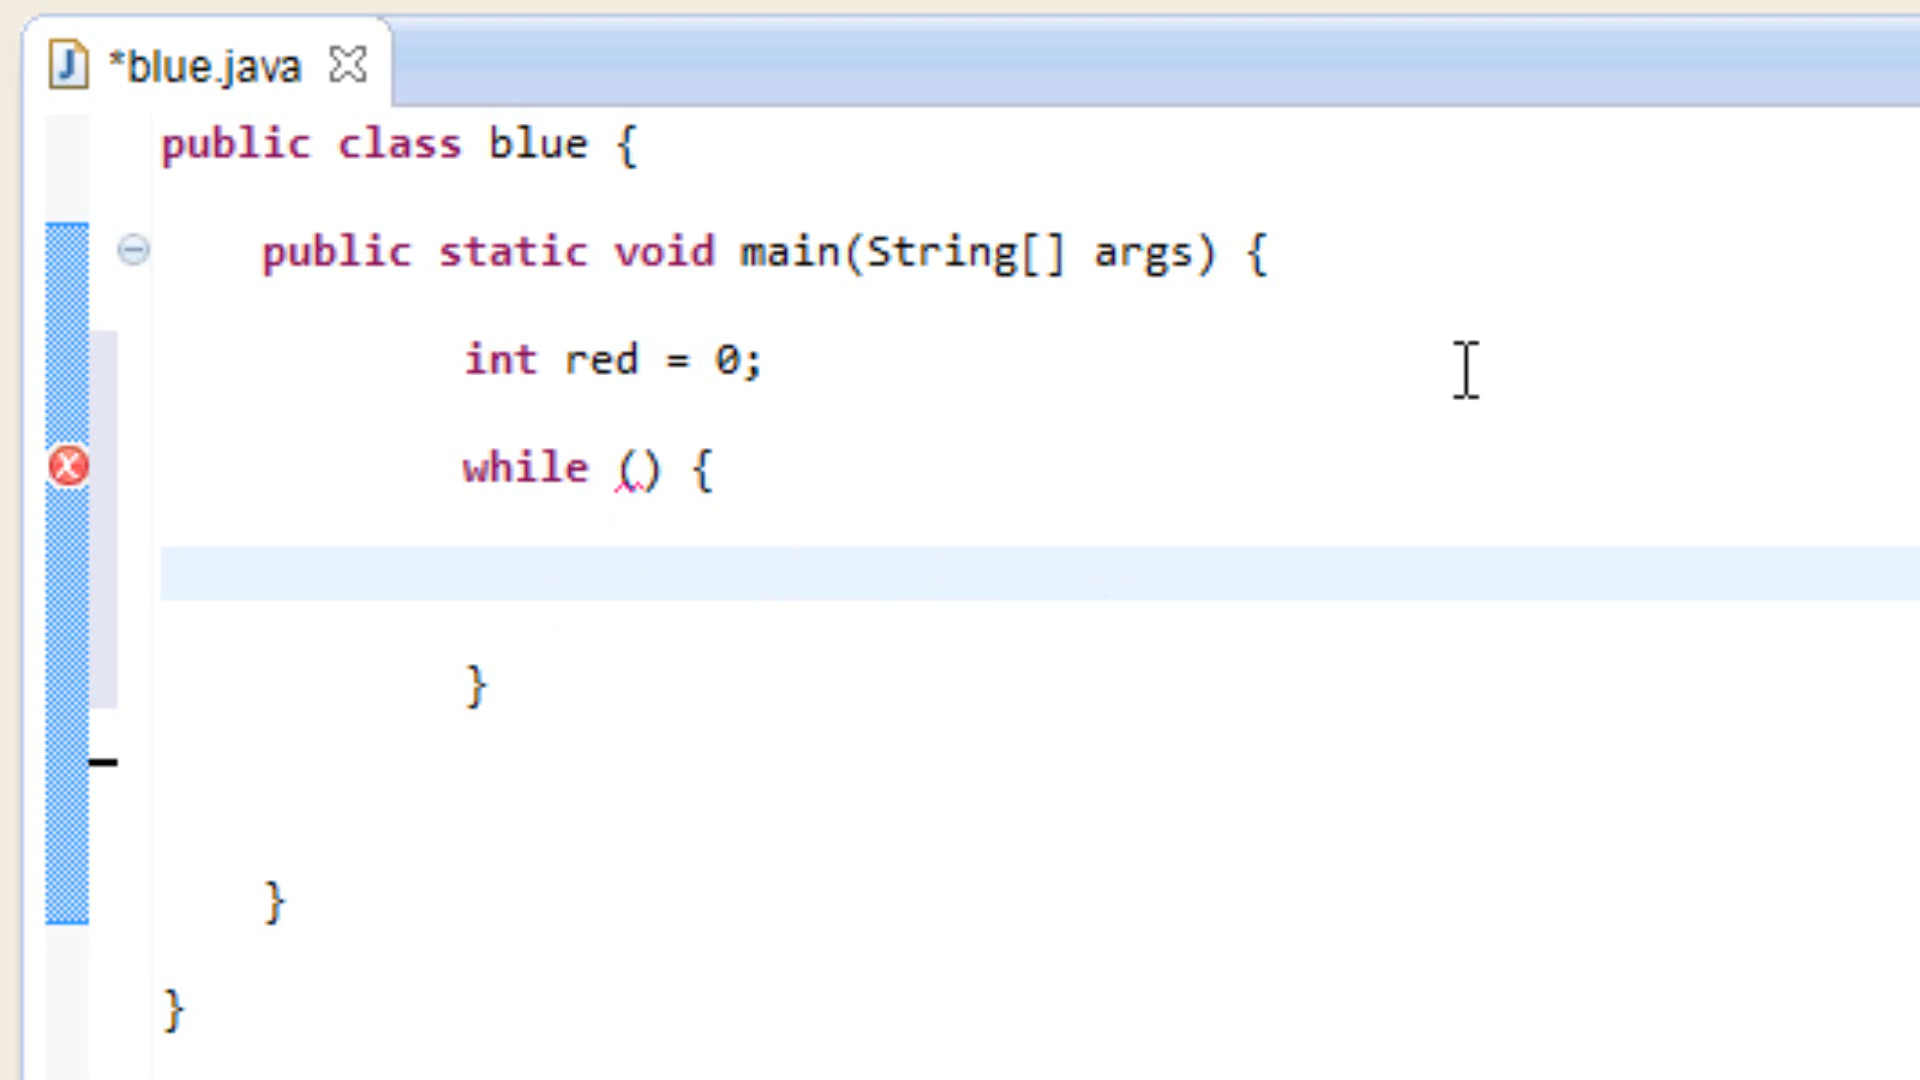 *blue.java
public class blue {
public static void main(String[] args) {
int red = 0;
while () {
}
}
}